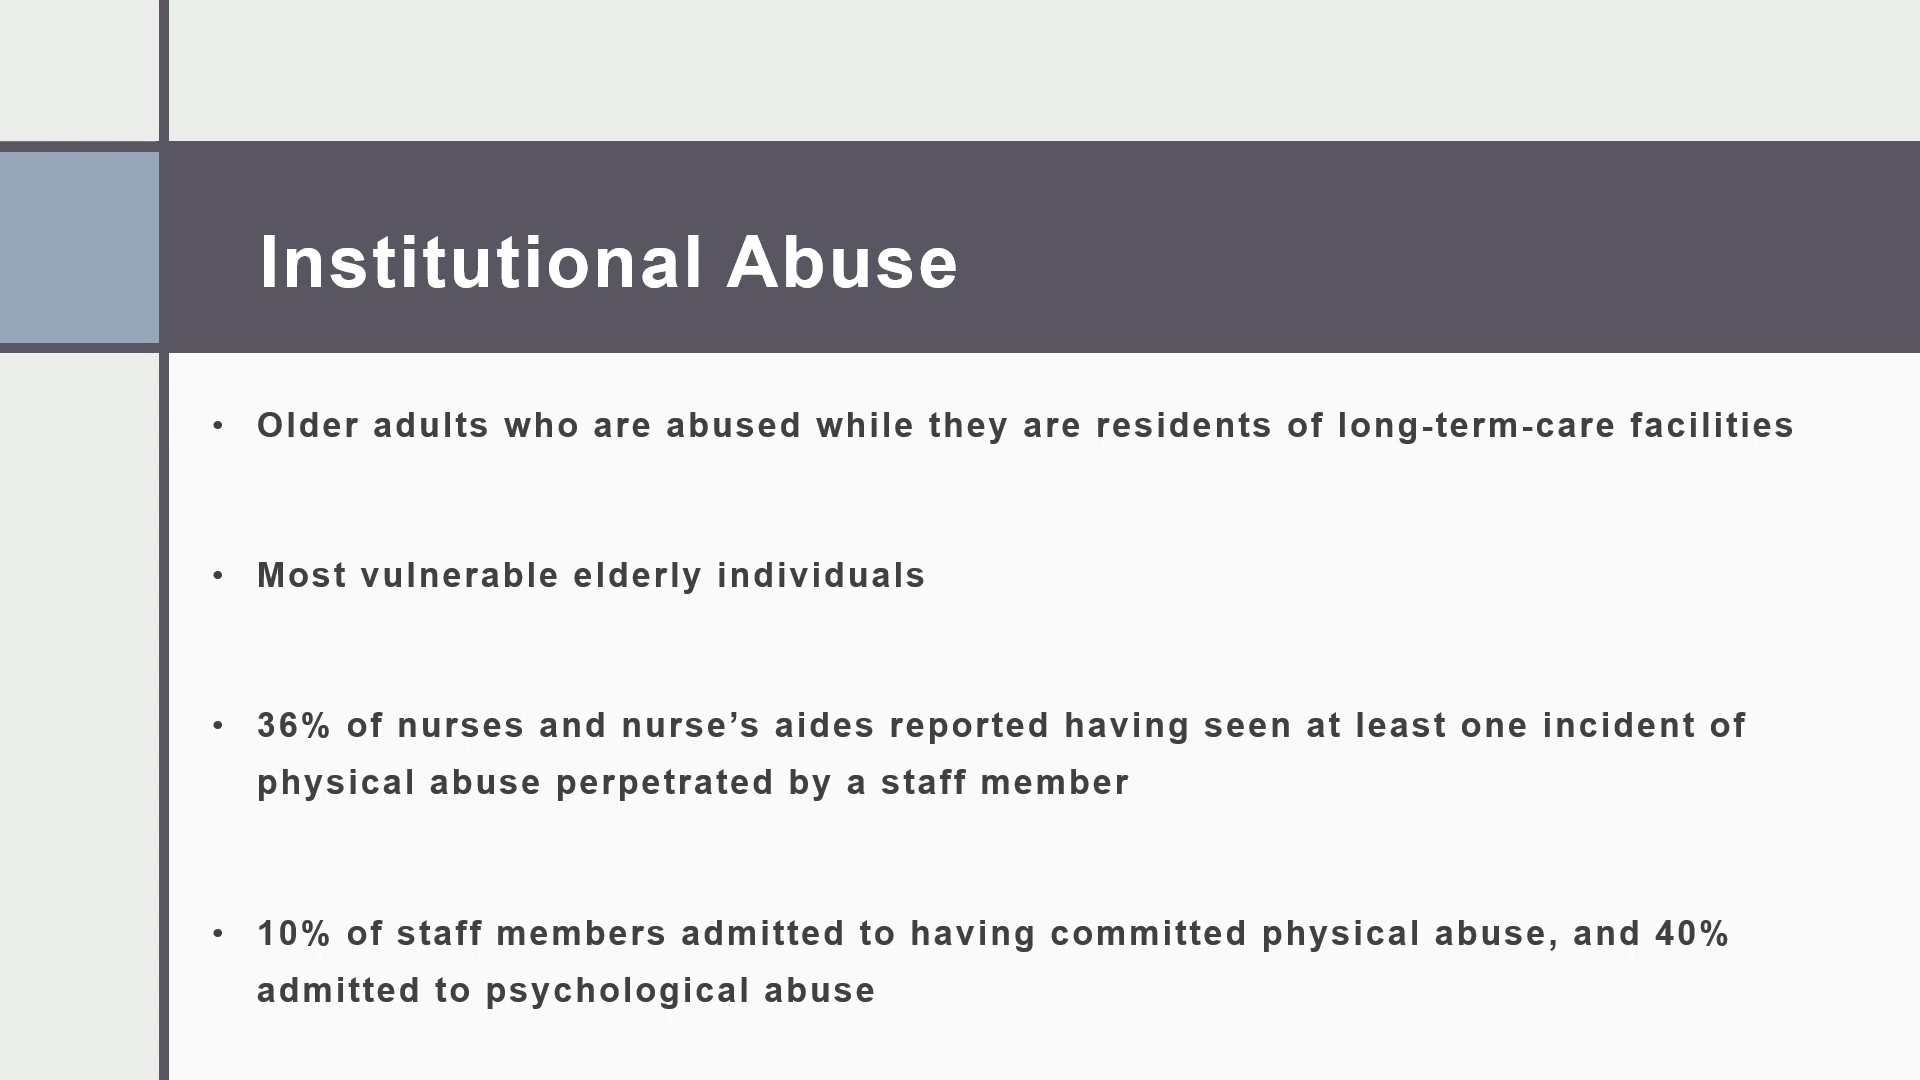 Institutional Abuse
• Older adults who are abused while they are residents of long-term-care facilities
• Most vulnerable elderly individuals
• 36% of nurses and nurse’s aides reported having seen at least one incident of
physical abuse perpetrated by a staff member
• 10% of staff members admitted to having committed physical abuse, and 40%
admitted to psychological abuse